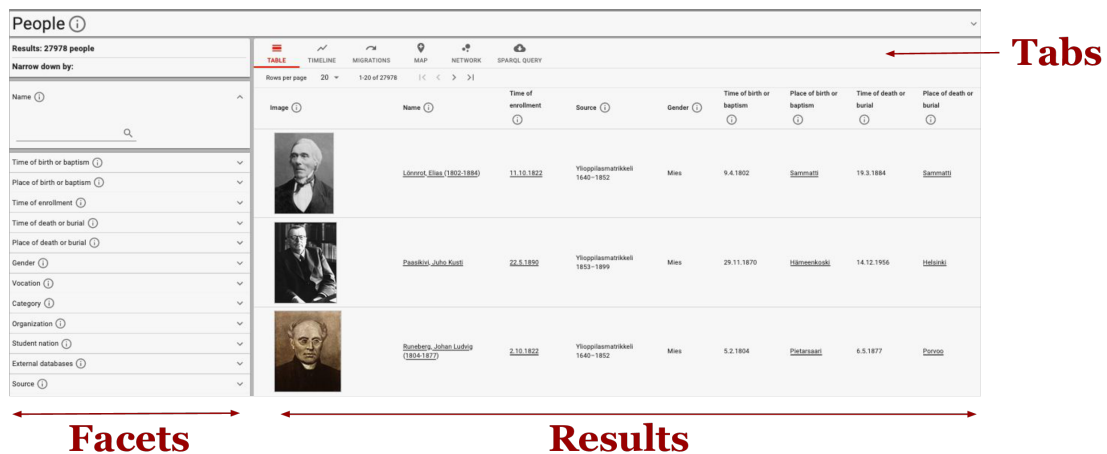 People
Results: 27978 people
Narrow down by:
Name
Time of birth or baptism
Place of birth or baptism
Time of enrollment
Time of death or burial
Place of death or burial
Gender
Vocation
Category
Organization
Student nation
External databases
Source
TABLE TIMELINE MIGRATIONS MAP NETWORK SPARQL QUERY
Rows per page 20 1-20 of 27978
Image Name Time of enrollment Source Gender Time of birth or baptism Place of birth or baptism Time of death or burial Place of death or burial
Lönnrot, Elias (1802-1884) 11.10.1822 Ylioppilasmatrikkeli 1640–1852 Mies 9.4.1802 Sammatti 19.3.1884 Sammatti
Paasikivi, Juho Kusti 22.5.1890 Ylioppilasmatrikkeli 1853–1899 Mies 29.11.1870 Hämeenkoski 14.12.1956 Helsinki
Runeberg, Johan Ludvig (1804-1877) 2.10.1822 Ylioppilasmatrikkeli 1640–1852 Mies 5.2.1804 Pietarsaari 6.5.1877 Porvoo
Tabs
Facets
Results